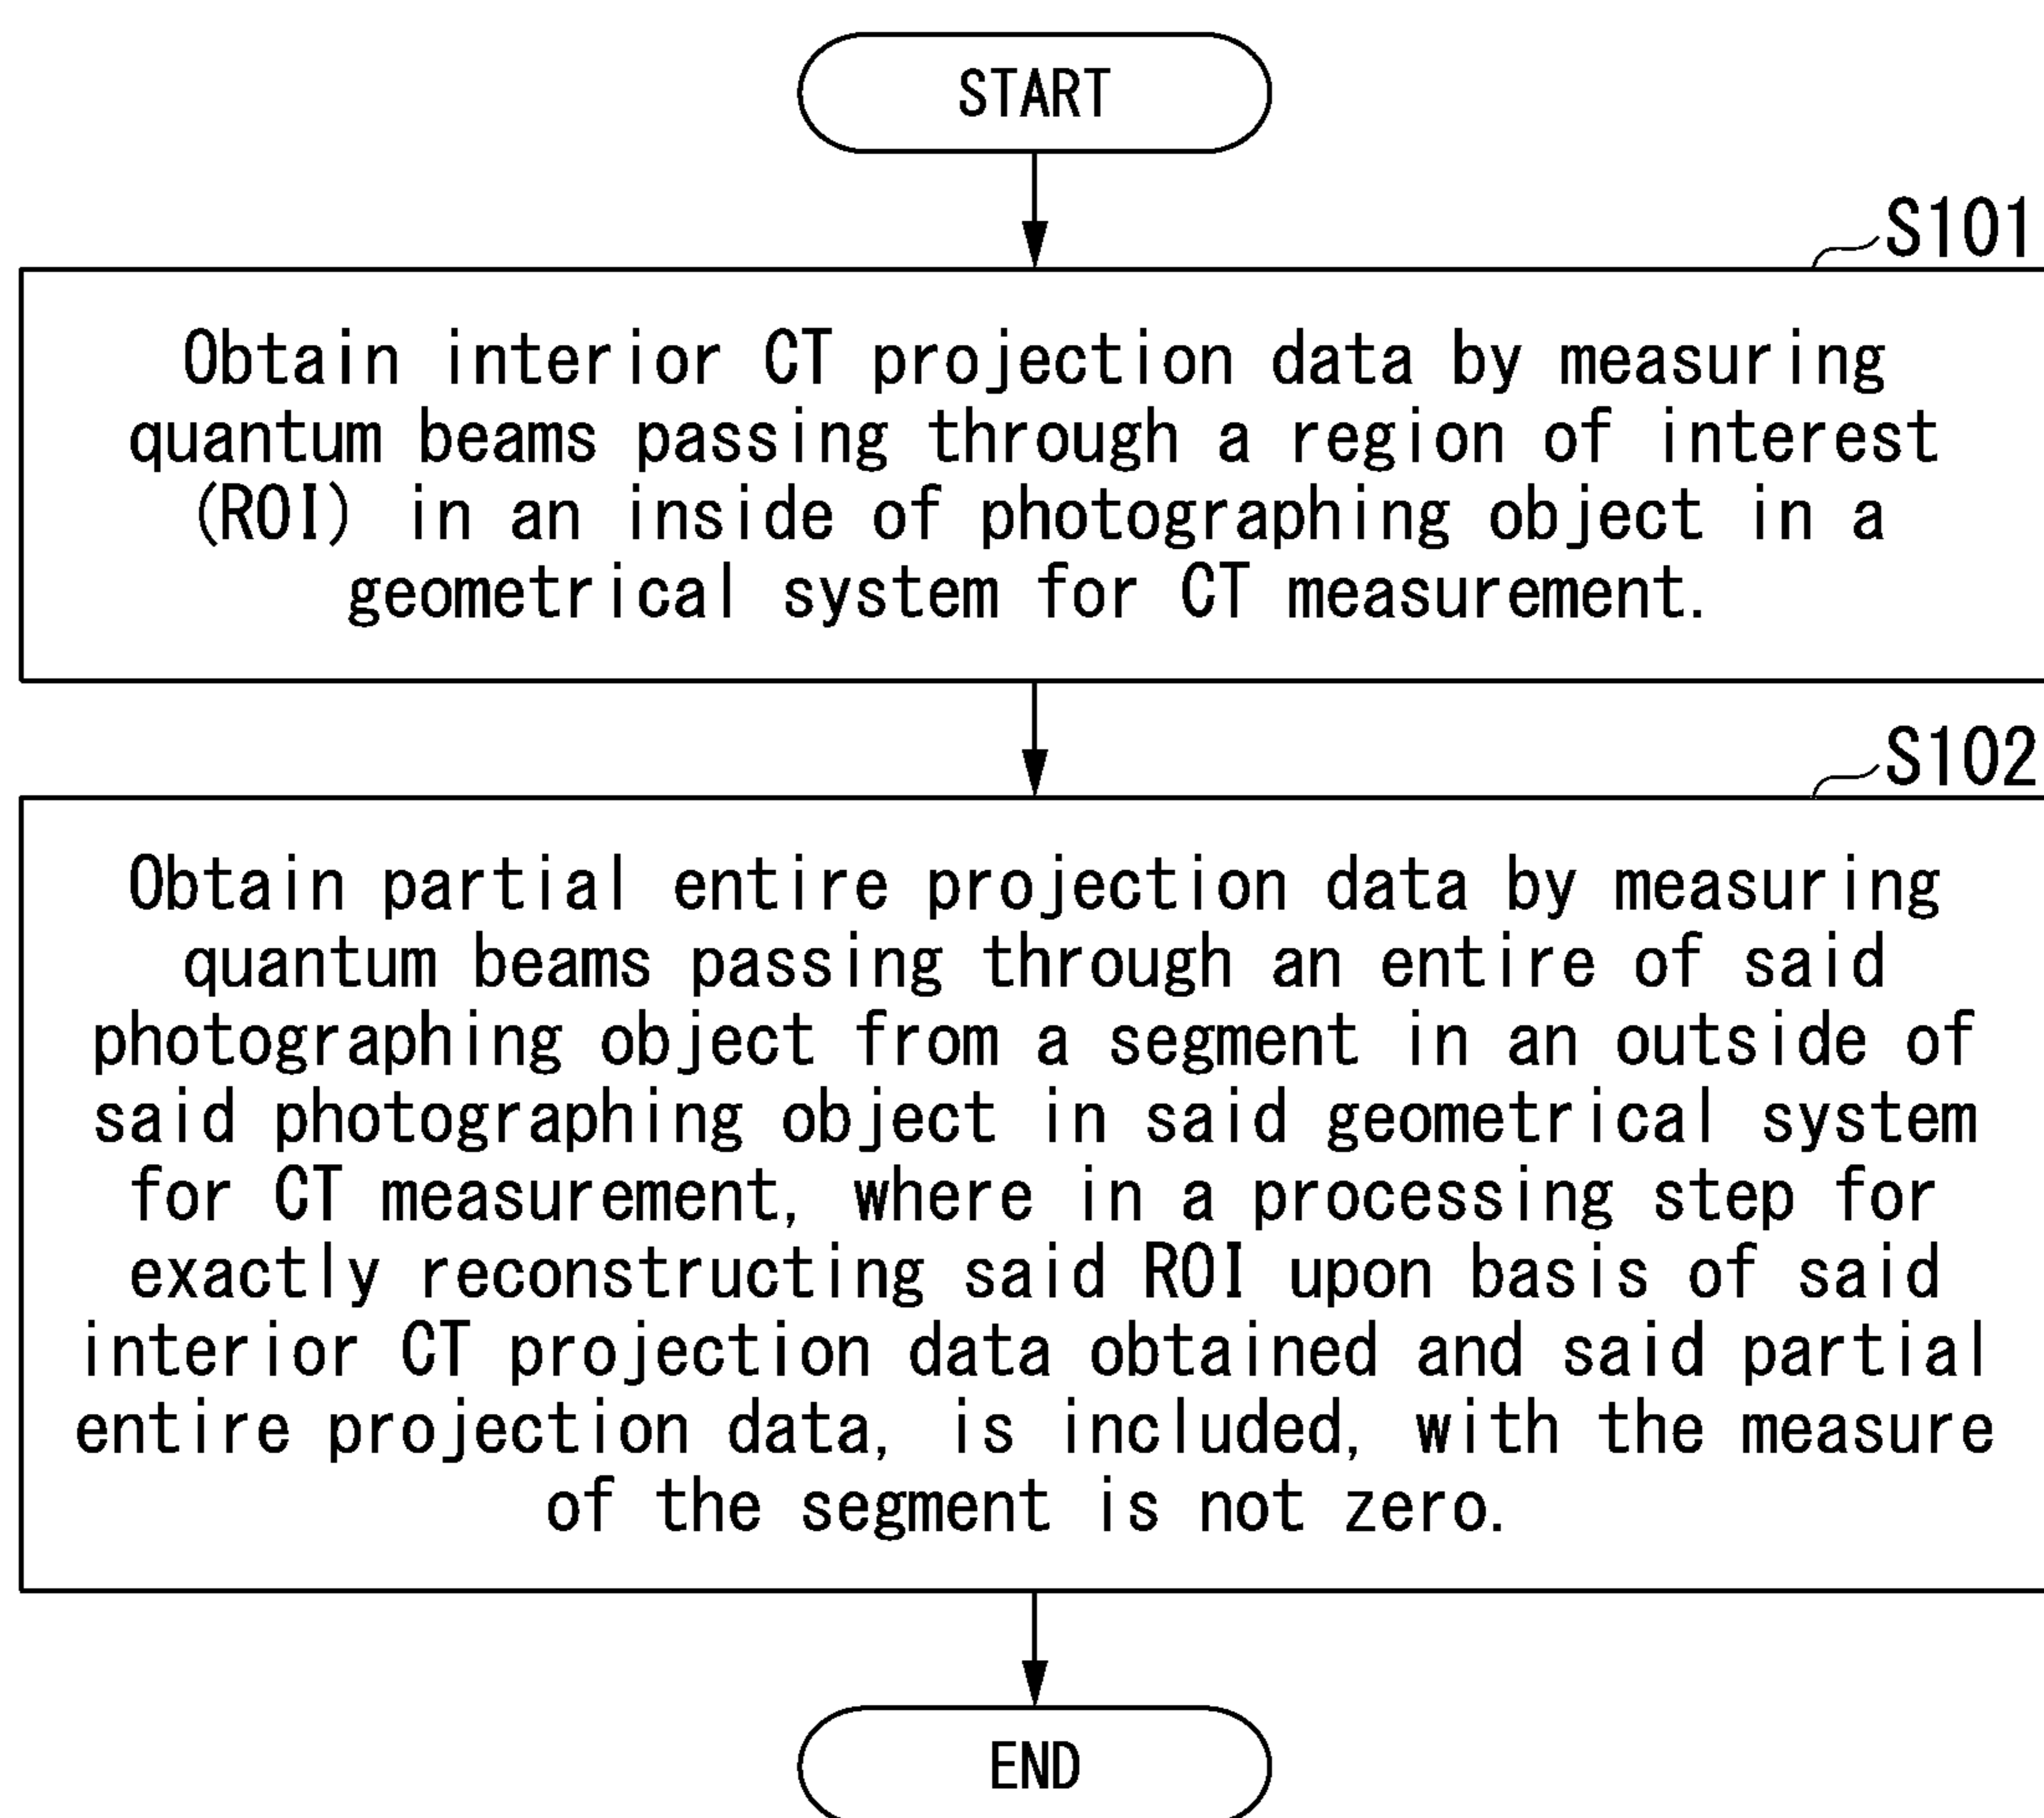 START
S101
Obtain interior CT projection data by measuring
quantum beams passing through a region of interest
(ROI) in an inside of photographing object in a
geometrical system for CT measurement.
S102
Obtain partial entire projection data by measuring
quantum beams passing through an entire of said
photographing object from a segment in an outside of
said photographing object in said geometrical system
for CT measurement, where in a processing step for
exactly reconstructing said ROI upon basis of said
interior CT projection data obtained and said partial
entire projection data, is included, with the measure
of the segment is not zero.
END